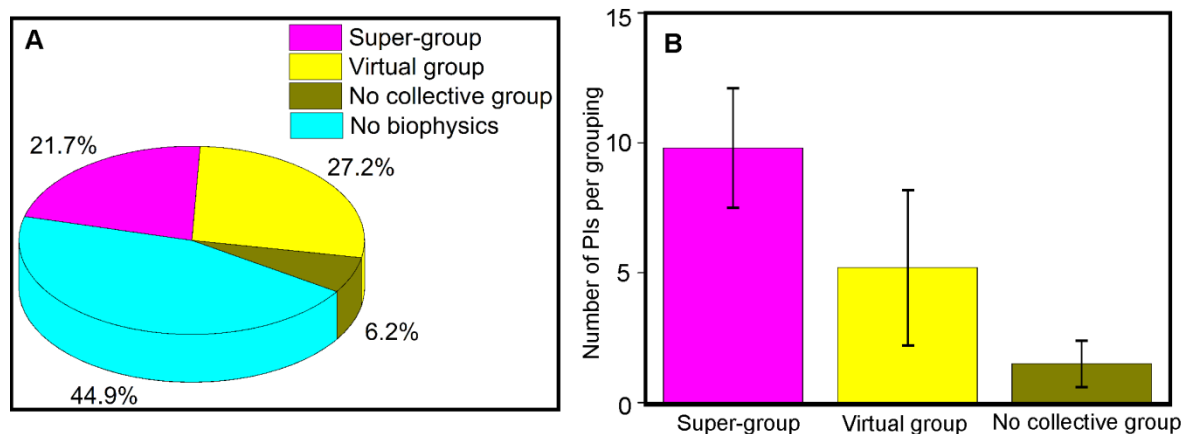 A
Super-group
Virtual group
No collective group
No biophysics
21.7%
27.2%
6.2%
44.9%
B
Number of PIs per grouping
15
10
5
0
Super-group
Virtual group
No collective group